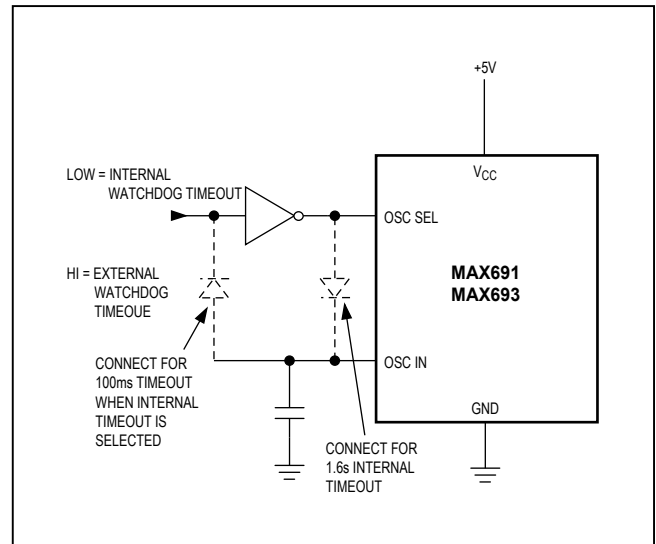 +5V
LOW = INTERNAL
WATCHDOG TIMEOUT
VCC
OSC SEL
HI = EXTERNAL
WATCHDOG
TIMEOUE
MAX691
MAX693
CONNECT FOR
100ms TIMEOUT
WHEN INTERNAL
TIMEOUT IS
SELECTED
OSC IN
GND
CONNECT FOR
1.6s INTERNAL
TIMEOUT